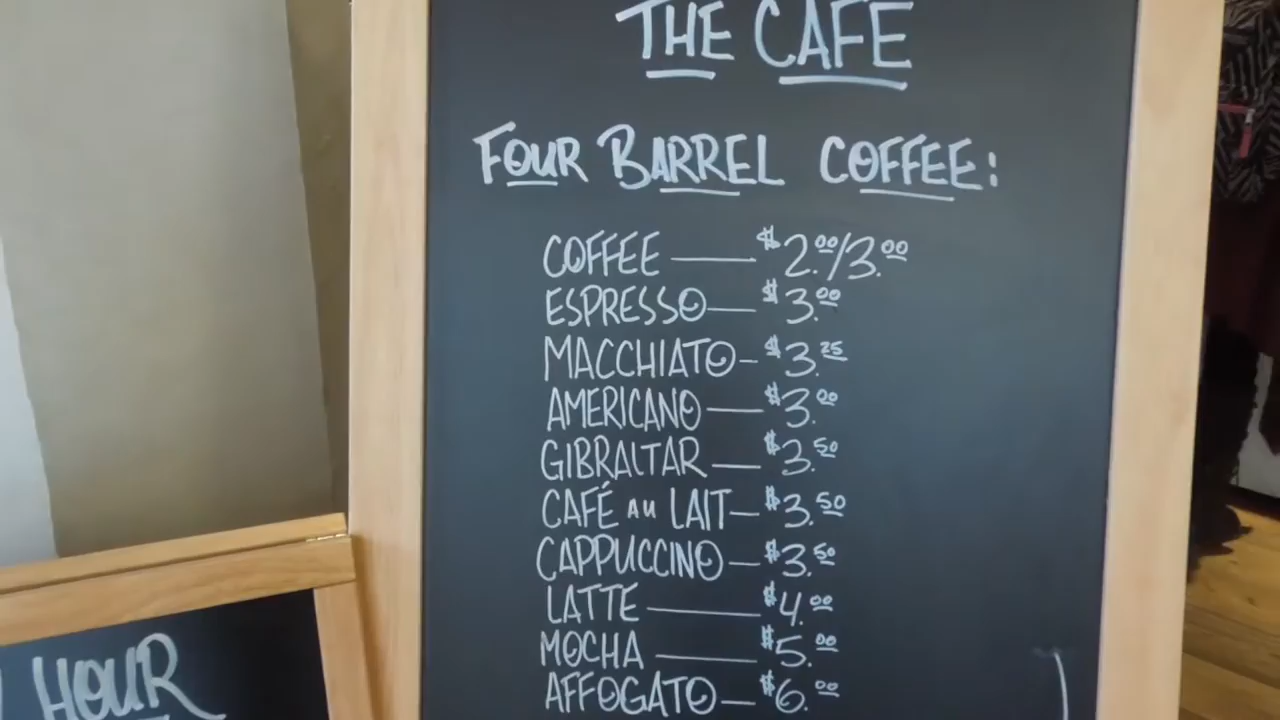 THE CAFE
FOUR BARREL COFFEE:
COFFEE — $2.00/3.00
ESPRESSO — $3.00
MACCHIATO - $3.25
AMERICANO — $3.00
GIBRALTAR — $3.50
CAFÉ AU LAIT — $3.50
CAPPUCCINO — $3.50
LATTE — $4.00
MOCHA — $5.00
AFFOGATO — $6.00
HOUR